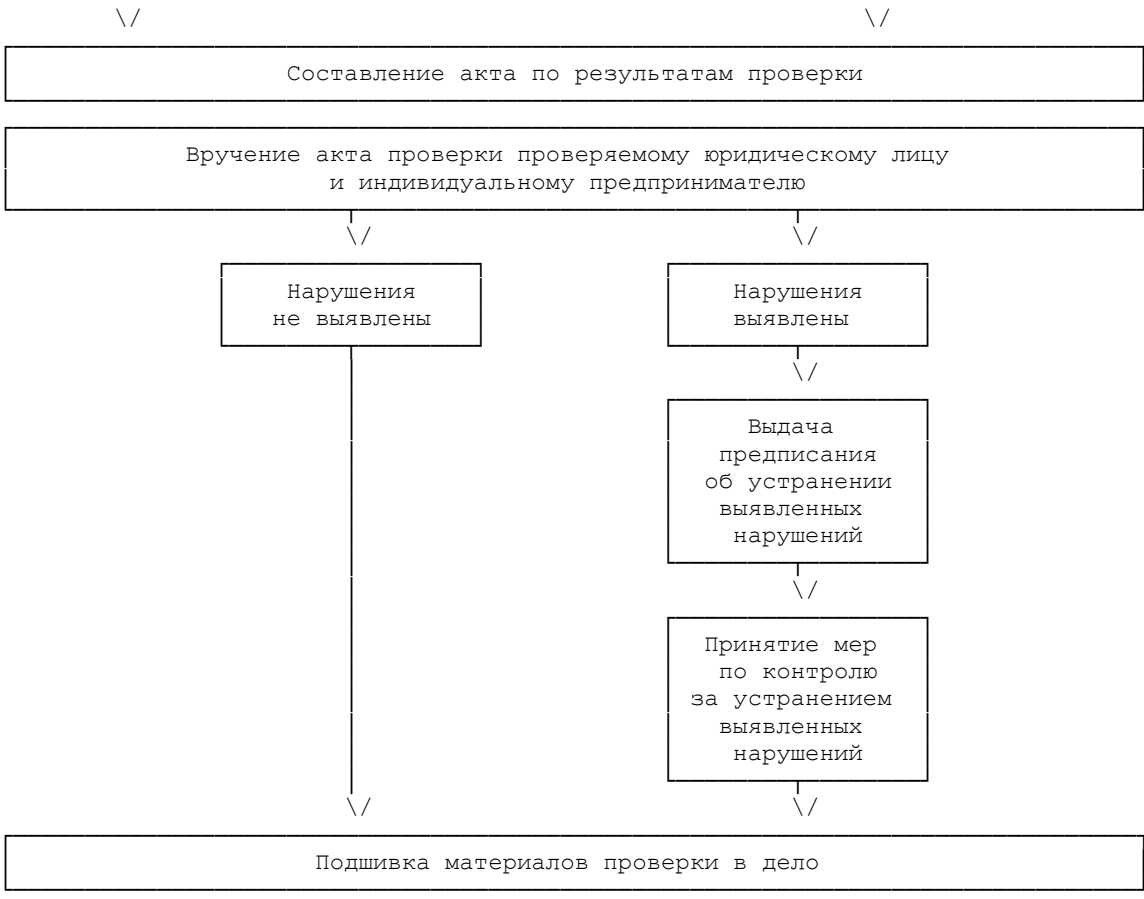 \/ \/
Составление акта по результатам проверки
Вручение акта проверки проверяемому юридическому лицу
и индивидуальному предпринимателю
\/ \/
Нарушения
не выявлены
Нарушения
выявлены
\/
Выдача
предписания
об устранении
выявленных
нарушений
\/
Принятие мер
по контролю
за устранением
выявленных
нарушений
\/ \/
Подшивка материалов проверки в дело